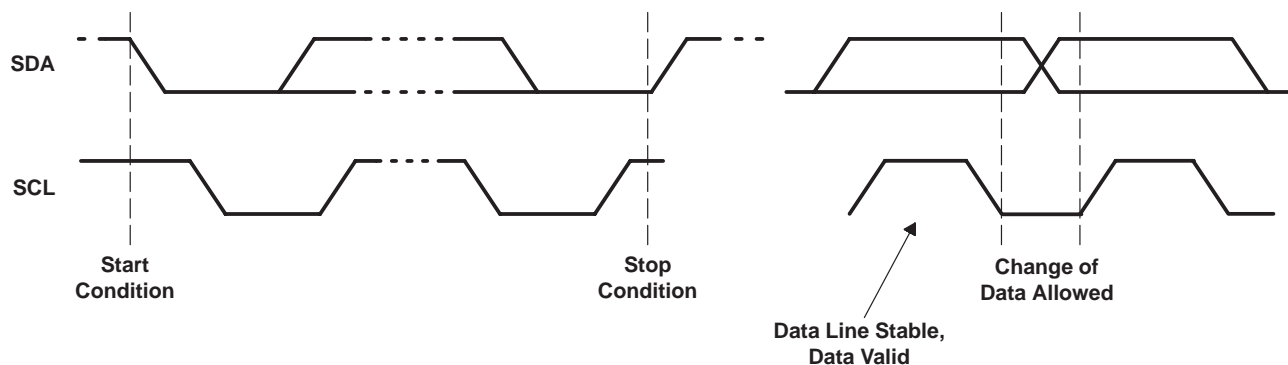 SDA
SCL
Start
Condition
Stop
Condition
Change of
Data Allowed
Data Line Stable,
Data Valid